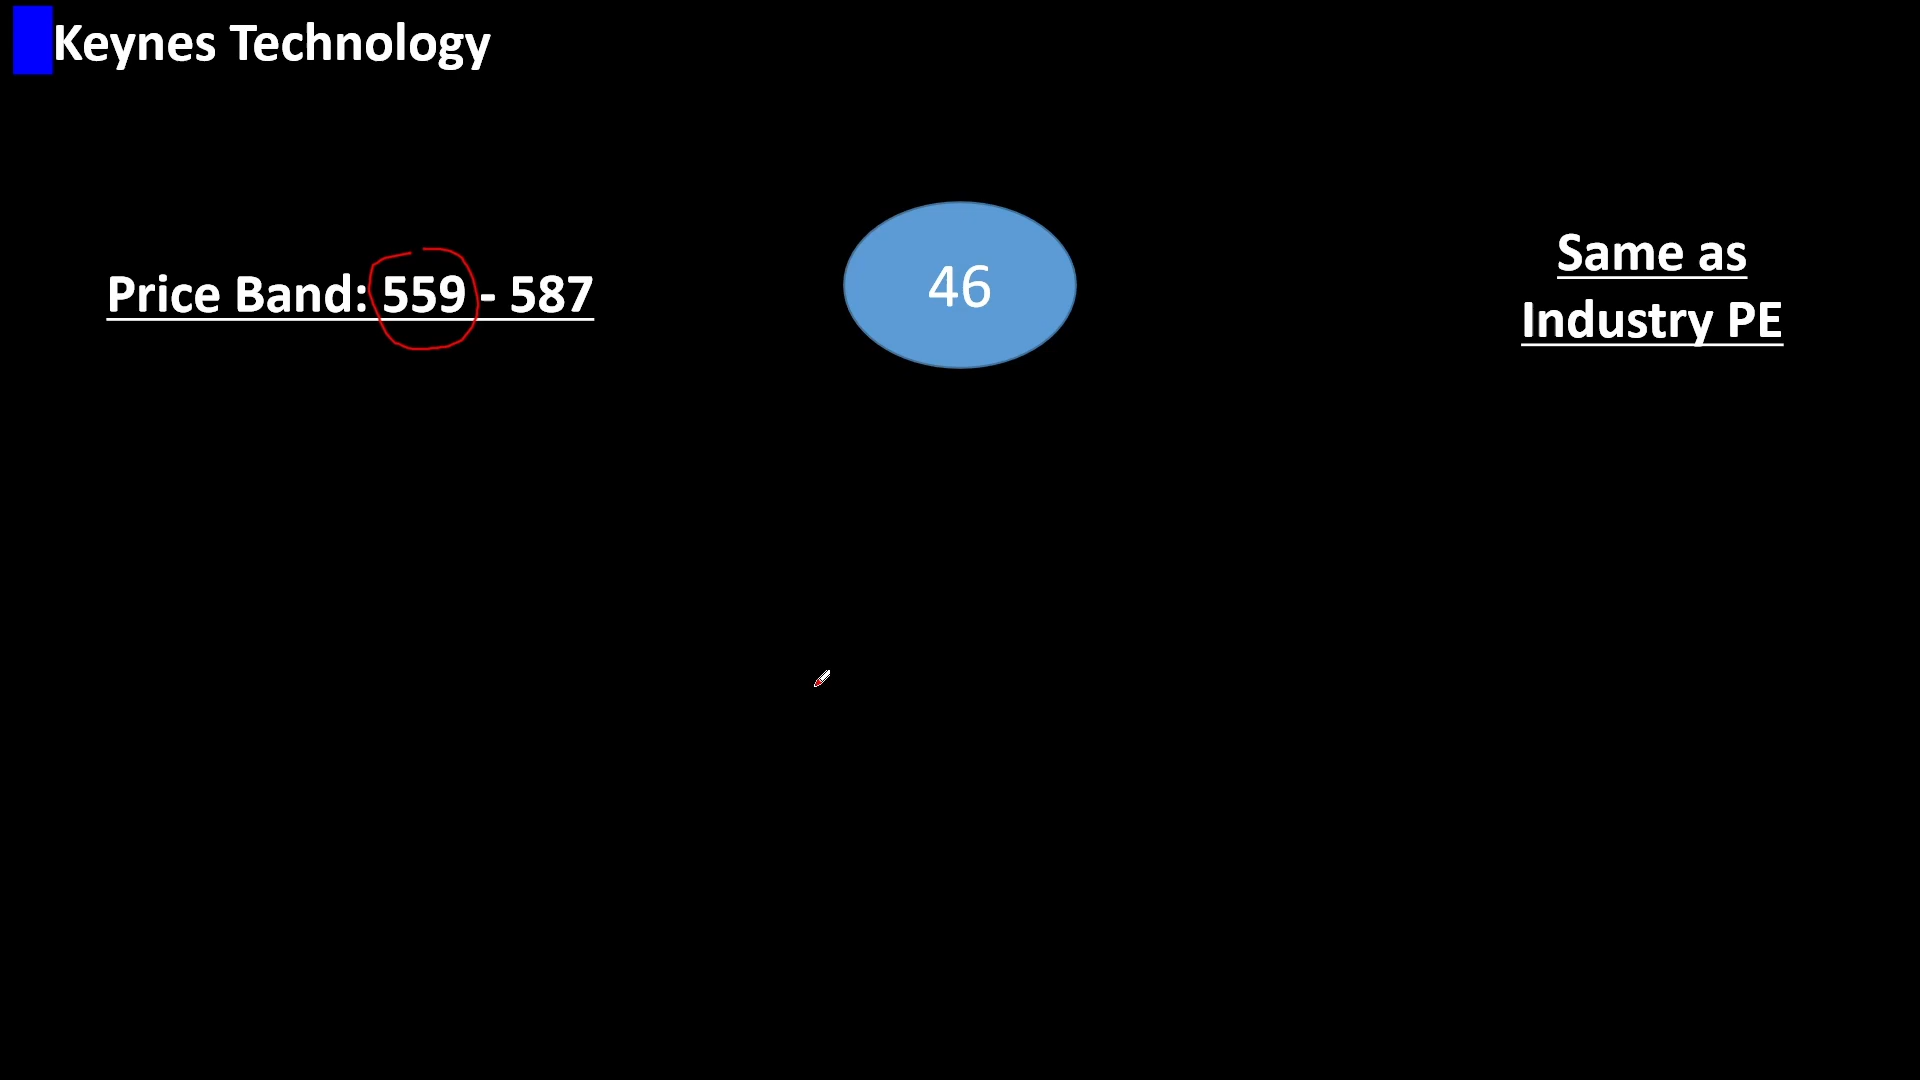 Keynes Technology
Price Band: 559 - 587
46
Same as
Industry PE